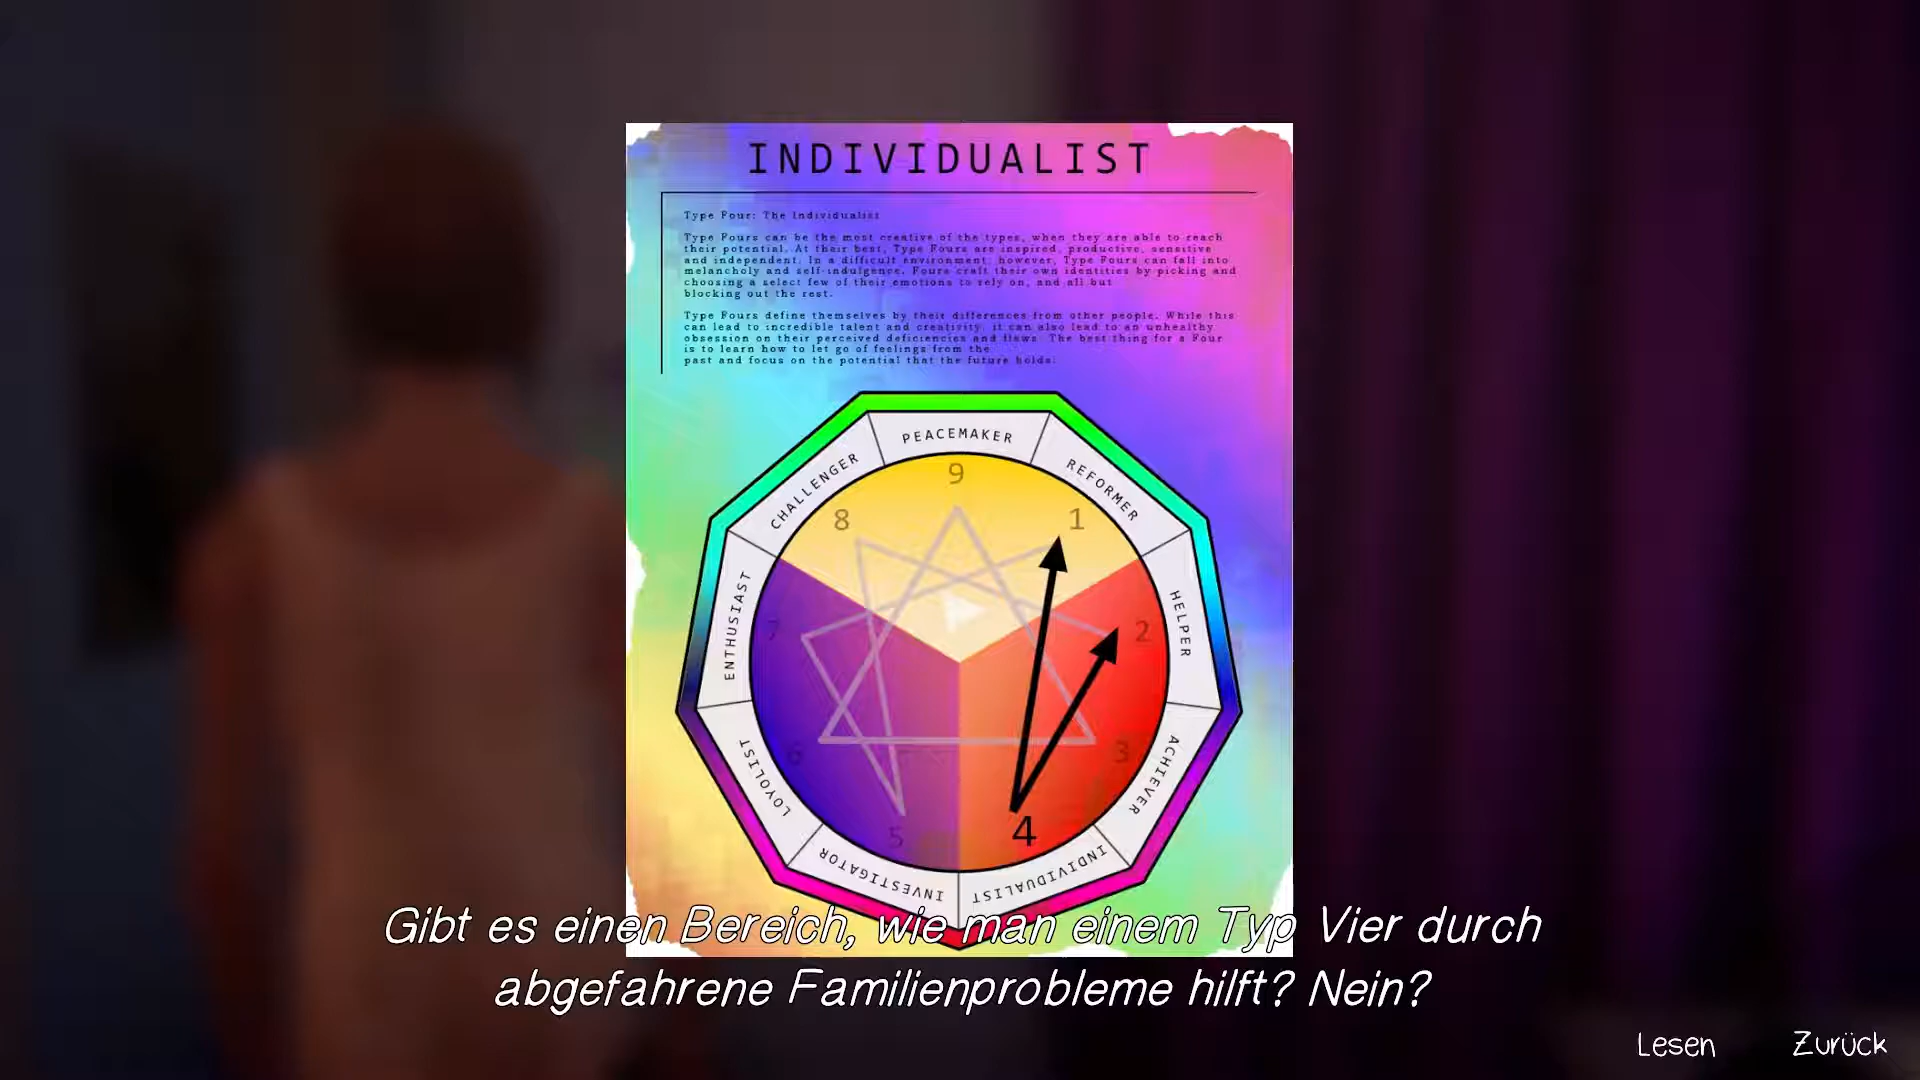 INDIVIDUALIST
Type Four: The Individualist
Type Fours can be the most creative of the types, when they are able to reach
their potential. At their best, Type Fours are inspired, productive, sensitive
and independent. In a difficult environment, however, Type Fours can fall into
melancholy and self-indulgence. Fours craft their own identities by picking and
choosing a select few of their emotions to rely on, and all but
blocking out the rest.
Type Fours define themselves by their differences from other people. While this
can lead to incredible talent and creativity, it can also lead to an unhealthy
obsession on their perceived deficiencies and flaws. The best thing for a Four
is to learn how to let go of feelings from the
past and focus on the potential that the future holds.
PEACEMAKER
REFORMER
HELPER
ACHIEVER
INDIVIDUALIST
INVESTIGATOR
LOYOLIST
ENTHUSIAST
CHALLENGER
9
1
2
3
4
5
6
7
8
Gibt es einen Bereich, wie man einem Typ Vier durch
abgefahrene Familienprobleme hilft? Nein?
Lesen
Zurück